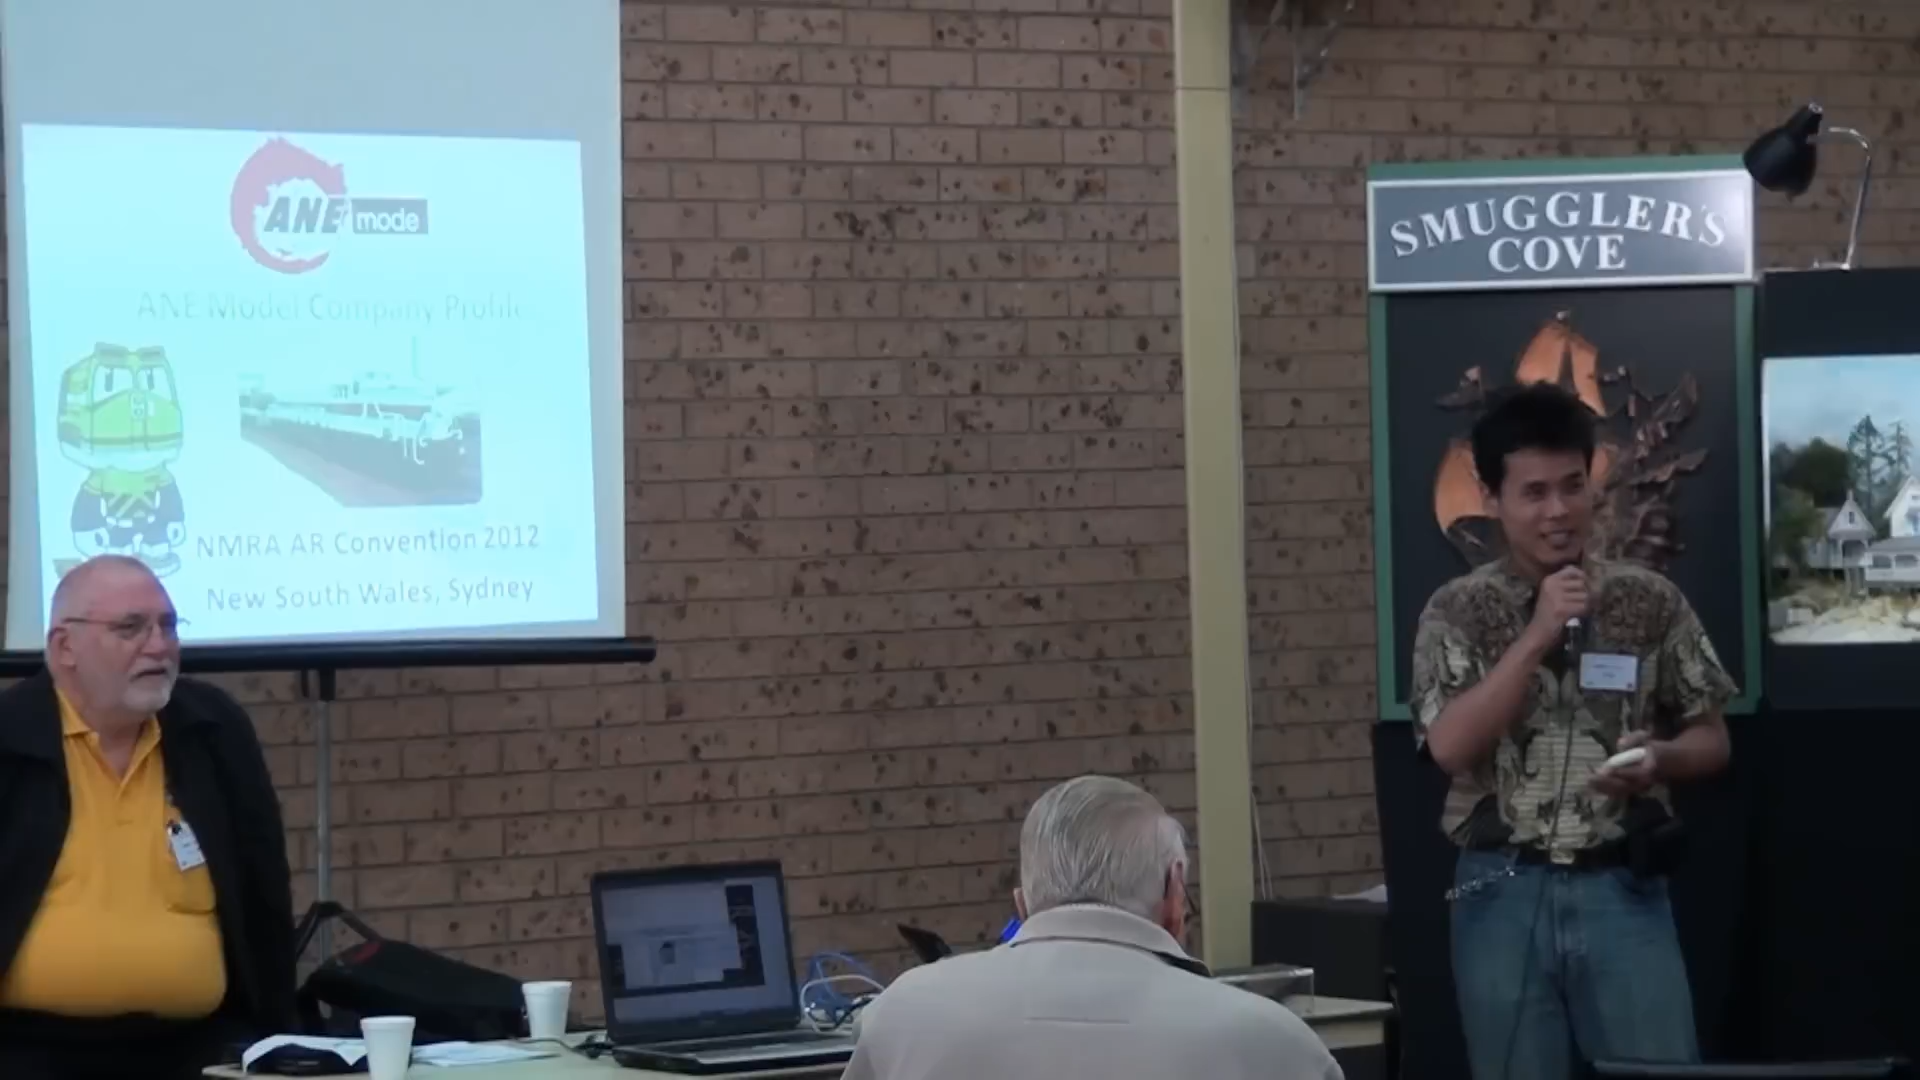 ANE mode
ANE Model Company Profile
NMRA AR Convention 2012
New South Wales, Sydney
SMUGGLER'S
COVE